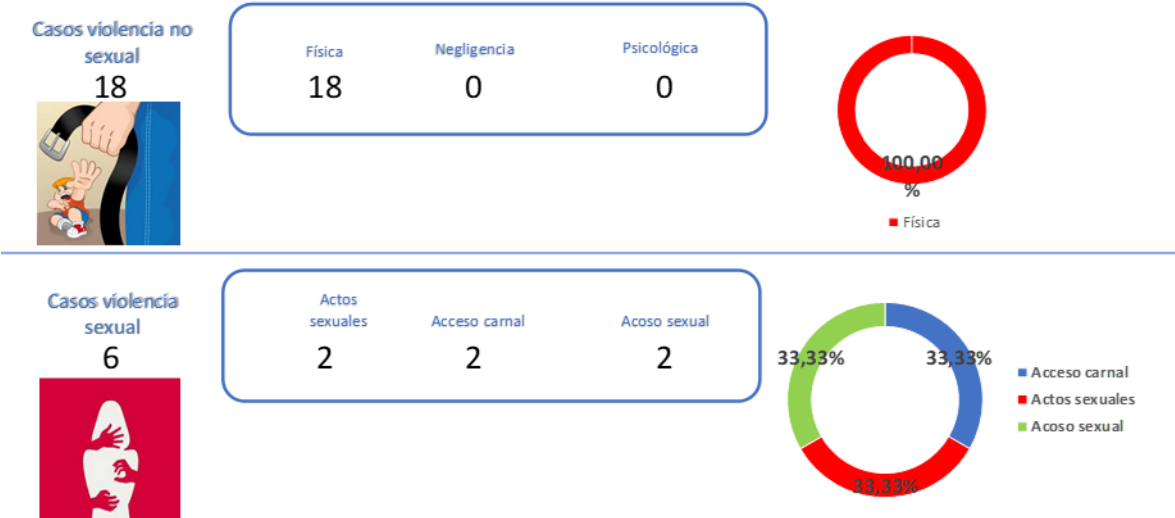 Casos violencia no
sexual
18
Física
Negligencia
Psicológica
18
0
0
100,00
%
Física
Casos violencia
sexual
6
Actos
sexuales
Acceso carnal
Acoso sexual
2
2
2
33,33%
33,33%
33,33%
Acceso carnal
Actos sexuales
Acoso sexual